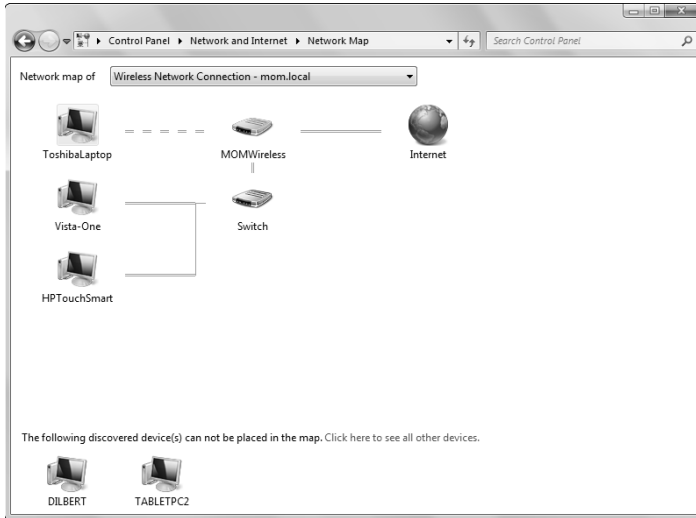 Control Panel ▸ Network and Internet ▸ Network Map
Search Control Panel
Network map of
Wireless Network Connection - mom.local
ToshibaLaptop
MOMWireless
Internet
Vista-One
Switch
HPTouchSmart
The following discovered device(s) can not be placed in the map. Click here to see all other devices.
DILBERT
TABLETPC2